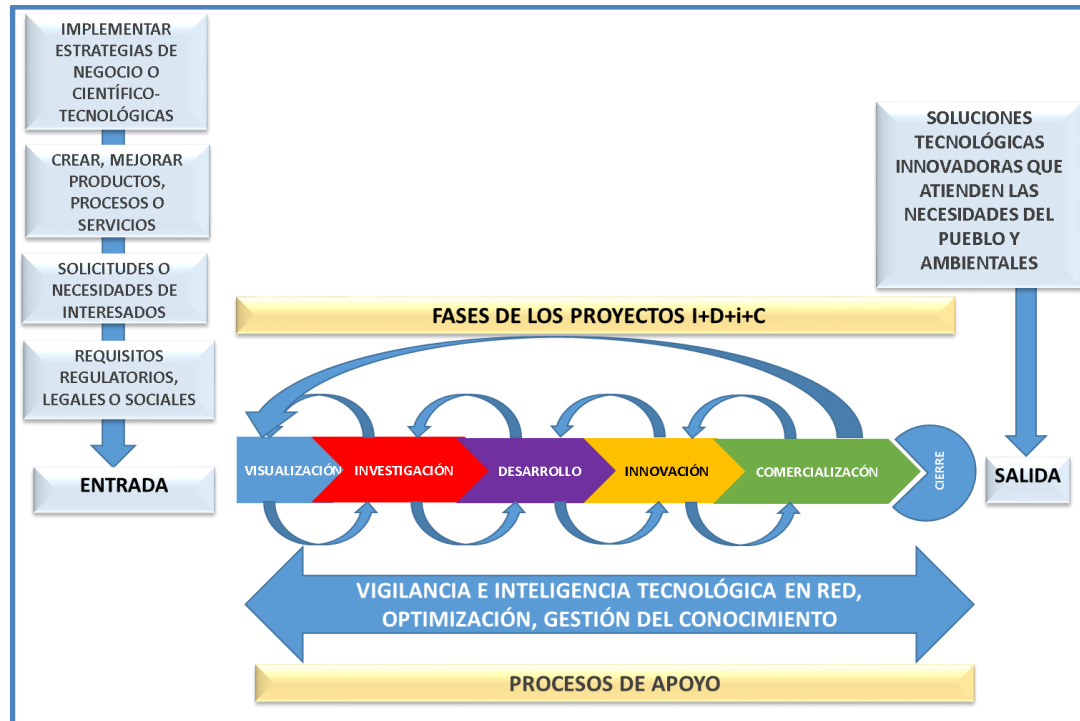 IMPLEMENTAR
ESTRATEGIAS DE
NEGOCIO O
CIENTÍFICO-
TECNOLÓGICAS
CREAR, MEJORAR
PRODUCTOS,
PROCESOS O
SERVICIOS
SOLICITUDES O
NECESIDADES DE
INTERESADOS
REQUISITOS
REGULATORIOS,
LEGALES O SOCIALES
ENTRADA
FASES DE LOS PROYECTOS I+D+i+C
VISUALIZACIÓN
INVESTIGACIÓN
DESARROLLO
INNOVACIÓN
COMERCIALIZACÓN
CIERRE
SOLUCIONES
TECNOLÓGICAS
INNOVADORAS QUE
ATIENDEN LAS
NECESIDADES DEL
PUEBLO Y
AMBIENTALES
SALIDA
VIGILANCIA E INTELIGENCIA TECNOLÓGICA EN RED,
OPTIMIZACIÓN, GESTIÓN DEL CONOCIMIENTO
PROCESOS DE APOYO